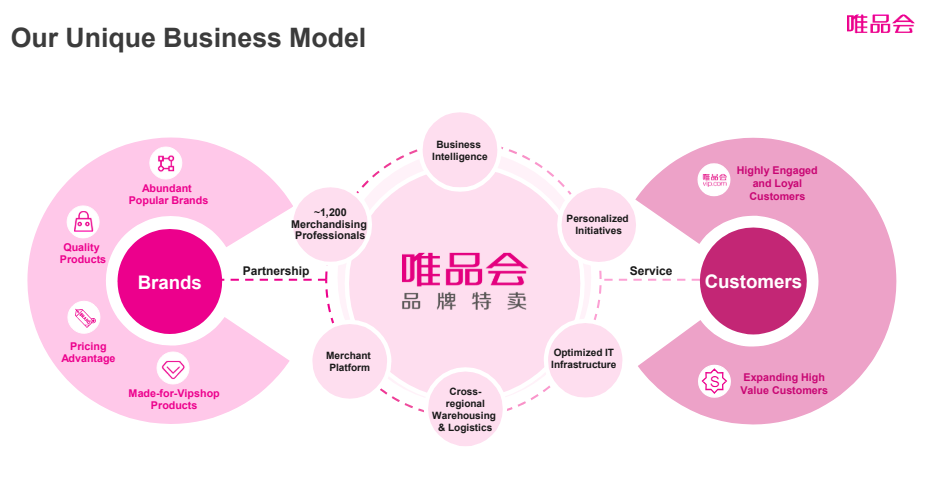 Our Unique Business Model
唯品会
Abundant
Popular Brands
Quality
Products
Brands
Pricing
Advantage
Made-for-Vipshop
Products
Partnership
Business
Intelligence
~1,200
Merchandising
Professionals
Personalized
Initiatives
唯品会
品牌特卖
Merchant
Platform
Optimized IT
Infrastructure
Cross-
regional
Warehousing
& Logistics
Service
唯品会
vip.com
Highly Engaged
and Loyal
Customers
Customers
Expanding High
Value Customers